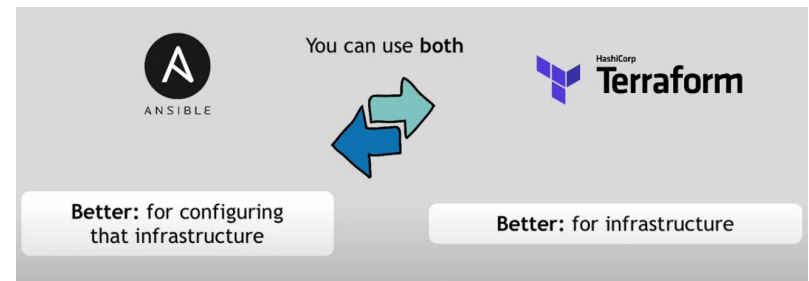 You can use both
ANSIBLE
HashiCorp
Terraform
Better: for configuring
that infrastructure
Better: for infrastructure